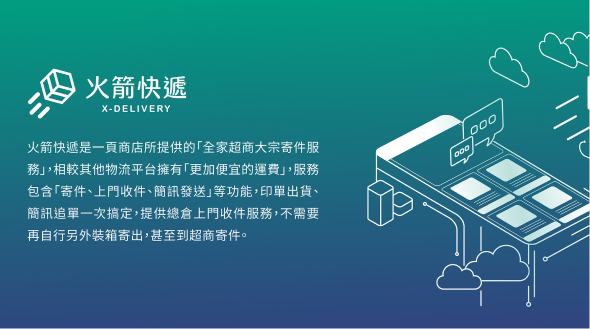 火箭快遞
X-DELIVERY
火箭快遞是一頁商店所提供的「全家超商大宗寄件服
務」，相較其他物流平台擁有「更加便宜的運費」，服務
包含「寄件、上門收件、簡訊發送」等功能，印單出貨、
簡訊追單一次搞定，提供總倉上門收件服務，不需要
再自行另外裝箱寄出，甚至到超商寄件。